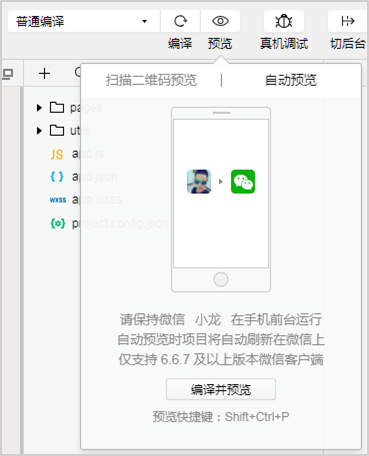 普通编译
编译
预览
真机调试
切后台
扫描二维码预览 | 自动预览
pages
utils
JS app.js
{ } app.json
wxss app.wxss
{o} project.config.json
请保持微信 小龙 在手机前台运行
自动预览时项目将自动刷新在微信上
仅支持 6.6.7 及以上版本微信客户端
编译并预览
预览快捷键：Shift+Ctrl+P